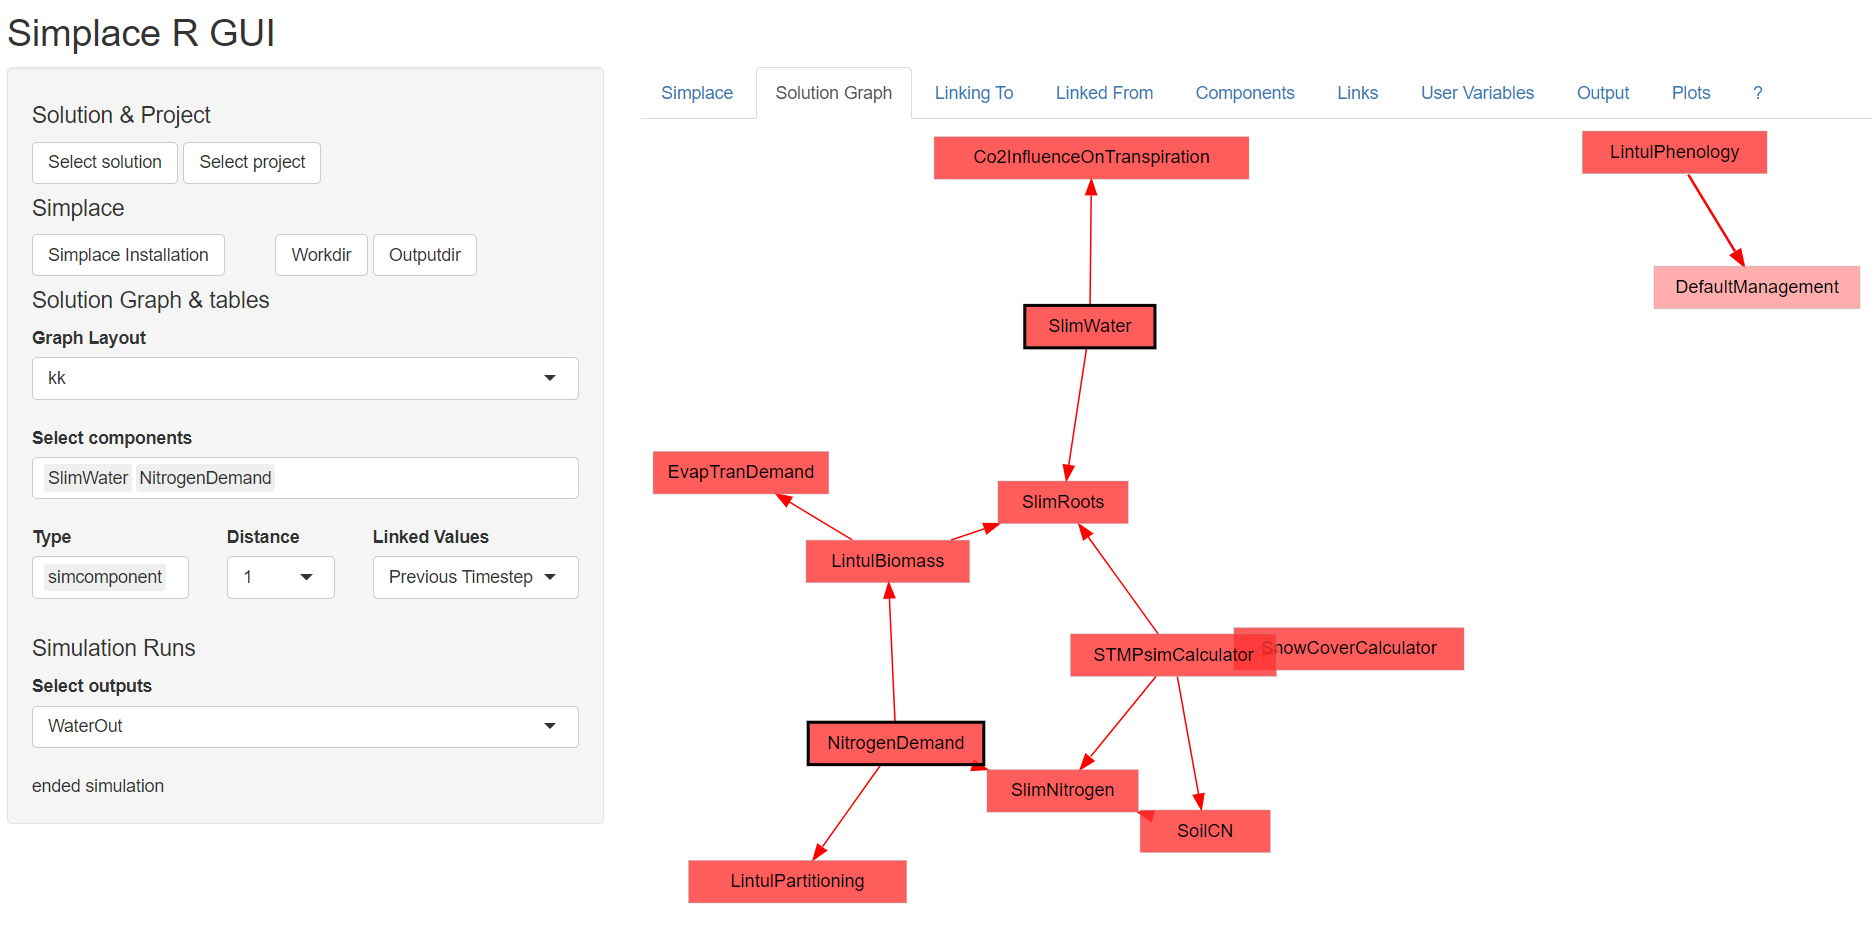 Simplace R GUI
Solution & Project
Select solution
Select project
Simplace
Simplace Installation
Workdir
Outputdir
Solution Graph & tables
Graph Layout
kk
Select components
SlimWater NitrogenDemand
Type
Distance
Linked Values
simcomponent
1
Previous Timestep
Simulation Runs
Select outputs
WaterOut
ended simulation
Simplace
Solution Graph
Linking To
Linked From
Components
Links
User Variables
Output
Plots
?
Co2InfluenceOnTranspiration
LintulPhenology
DefaultManagement
SlimWater
EvapTranDemand
SlimRoots
LintulBiomass
STMPsimCalculator
SnowCoverCalculator
NitrogenDemand
SlimNitrogen
SoilCN
LintulPartitioning